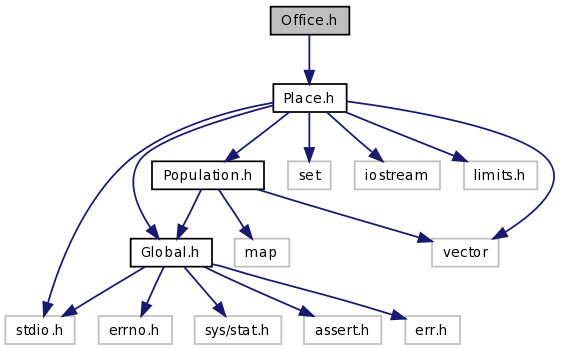 Office.h
Place.h
Population.h
set
iostream
limits.h
Global.h
map
vector
stdio.h
errno.h
sys/stat.h
assert.h
err.h